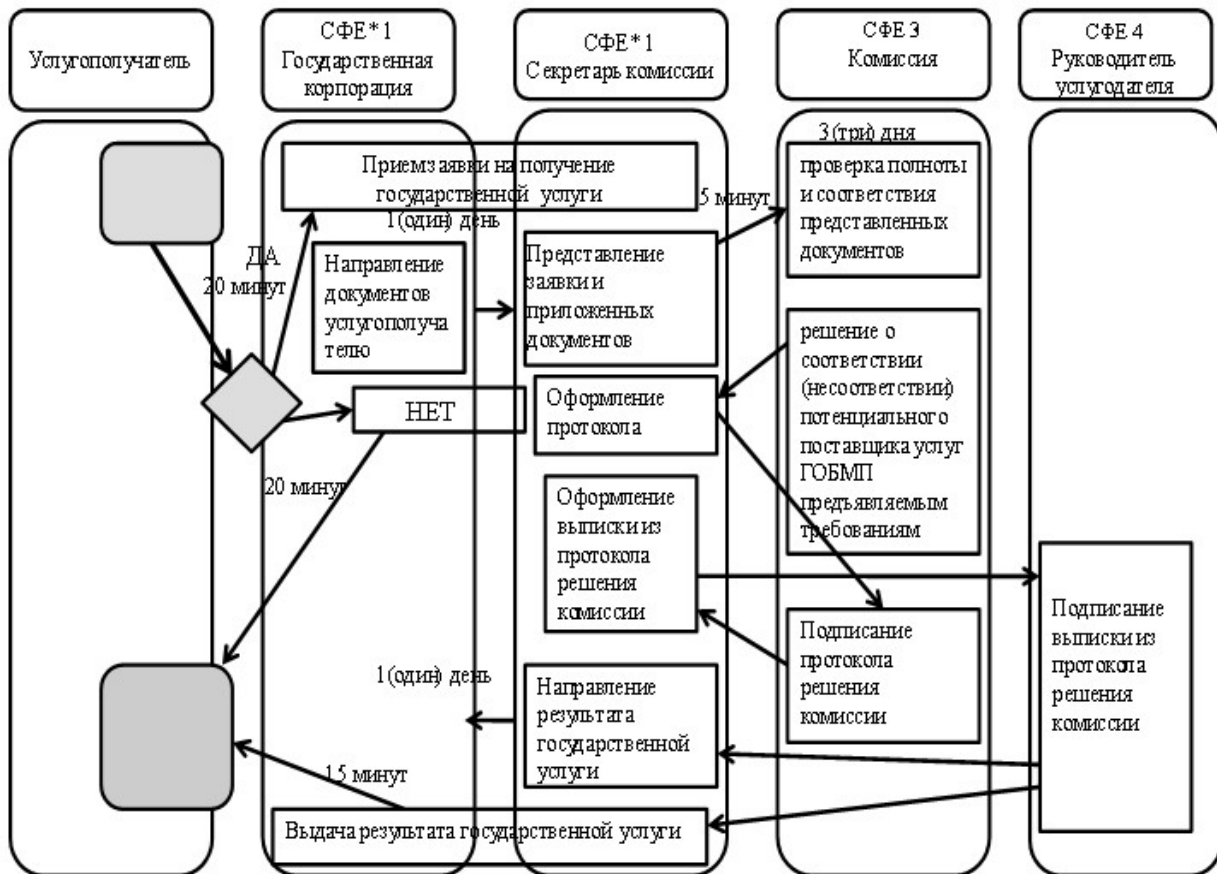 Услугополучатель
СФЕ*1
Государственная
корпорация
СФЕ*1
Секретарь комиссии
СФЕ 3
Комиссия
СФЕ 4
Руководитель
услугодателя
Прием заявки на получение
государственной услуги
1(один) день
ДА
20 минут
Направление
документов
услугополуча
телю
НЕТ
20 минут
5 минут
Представление
заявки и
приложенных
документов
Оформление
протокола
Оформление
выписки из
протокола
решения
комиссии
3(три) дня
проверка полноты
и соответствия
представленных
документов
решение о
соответствии
(несоответствии)
потенциального
поставщика услуг
ГОБМП
предъявляемым
требованиям
Подписание
протокола
решения
комиссии
Подписание
выписки из
протокола
решения
комиссии
1(один) день
Направление
результата
государственной
услуги
15 минут
Выдача результата государственной услуги